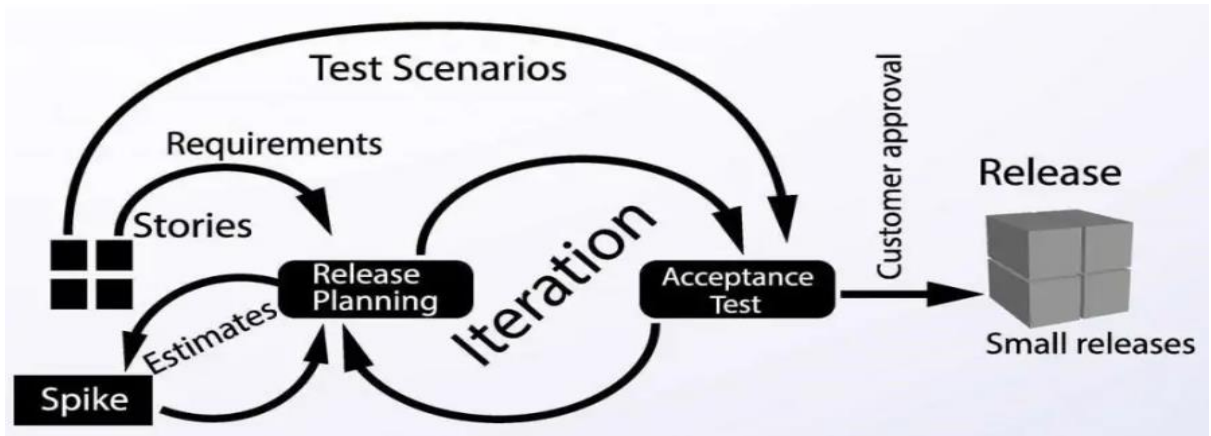 Test Scenarios
Requirements
Stories
Release
Planning
Estimates
Spike
Iteration
Acceptance
Test
Customer approval
Release
Small releases